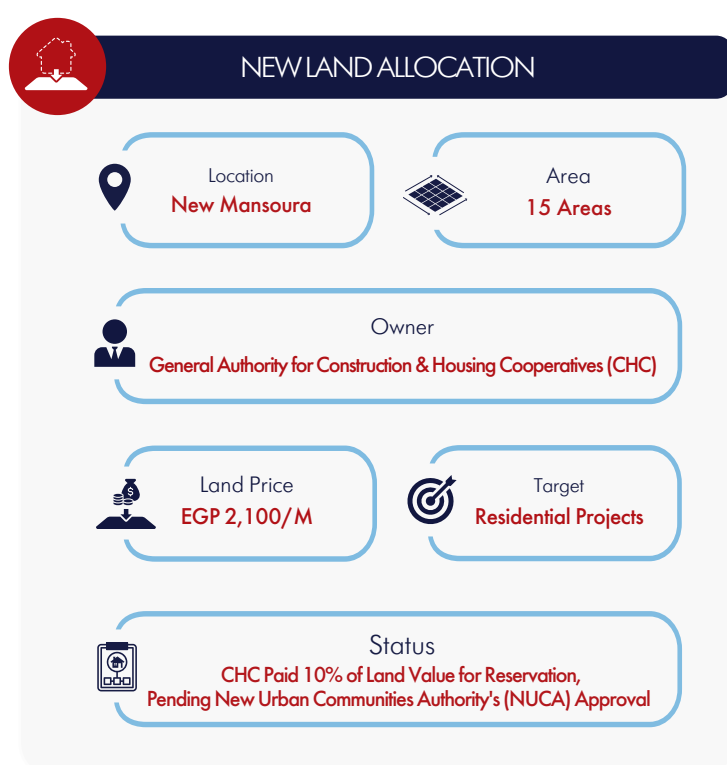 NEW LAND ALLOCATION
Location
New Mansoura
Area
15 Areas
Owner
General Authority for Construction & Housing Cooperatives (CHC)
Land Price
EGP 2,100/M
Target
Residential Projects
Status
CHC Paid 10% of Land Value for Reservation,
Pending New Urban Communities Authority's (NUCA) Approval